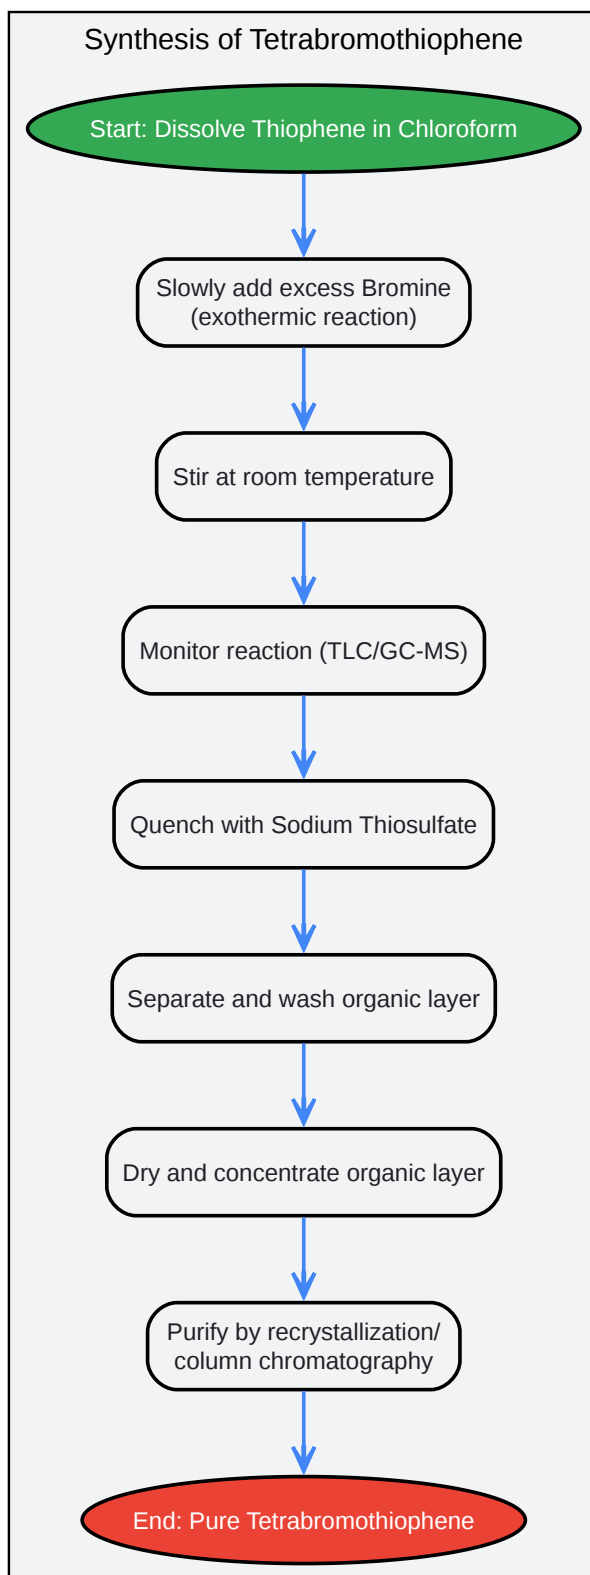 Synthesis of Tetrabromothiophene
Start: Dissolve Thiophene in Chloroform
Slowly add excess Bromine
(exothermic reaction)
Stir at room temperature
Monitor reaction (TLC/GC-MS)
Quench with Sodium Thiosulfate
Separate and wash organic layer
Dry and concentrate organic layer
Purify by recrystallization/
column chromatography
End: Pure Tetrabromothiophene